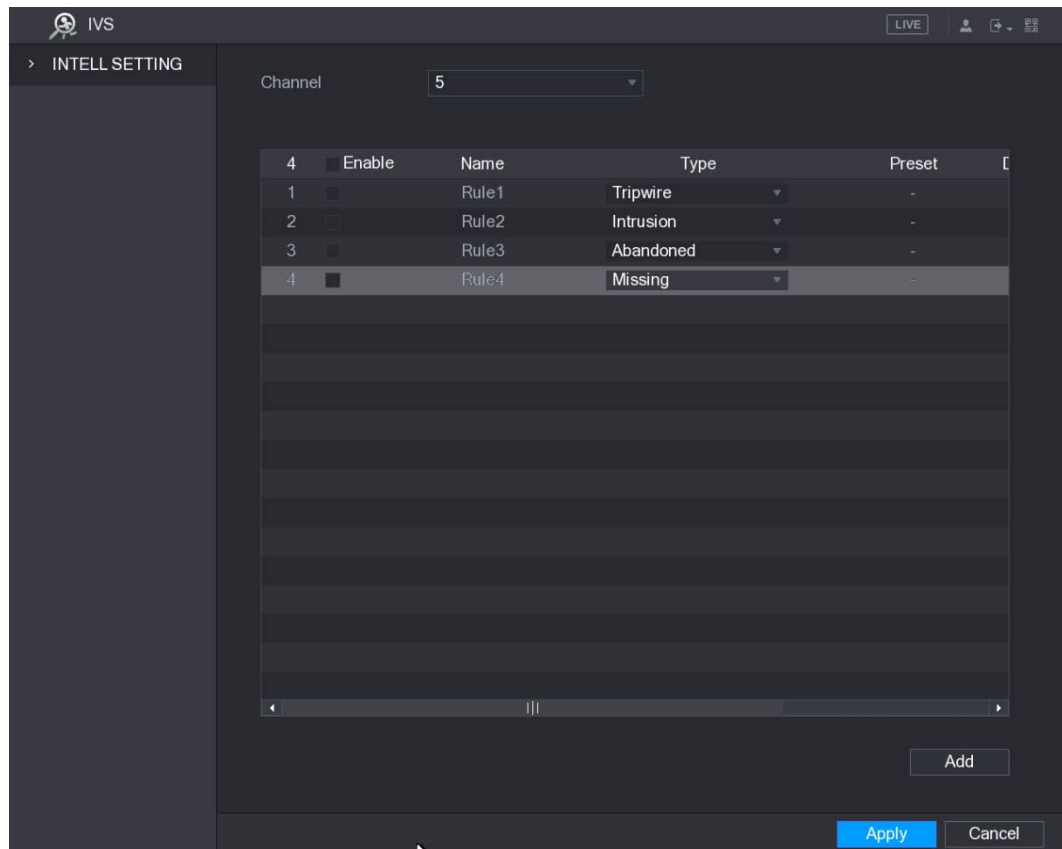 IVS LIVE
INTELL SETTING
Channel 5
4 Enable Name Type Preset
1 Rule1 Tripwire -
2 Rule2 Intrusion -
3 Rule3 Abandoned -
4 Rule4 Missing -
Add
Apply Cancel